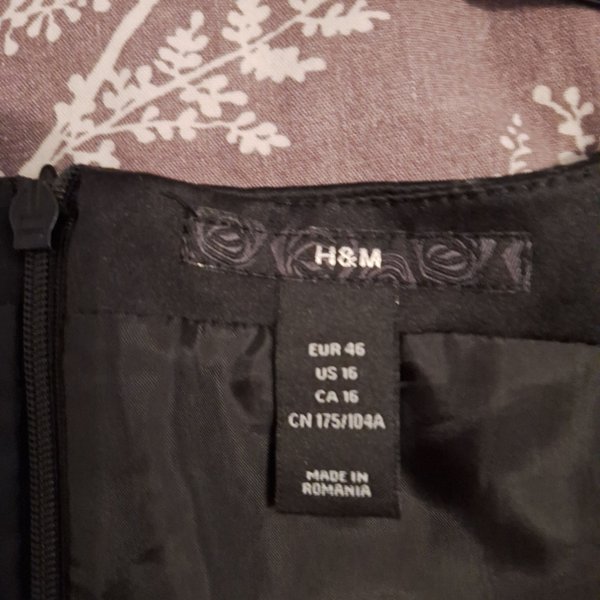 H&M
EUR 46
US 16
CA 16
CN 175/104A
MADE IN
ROMANIA